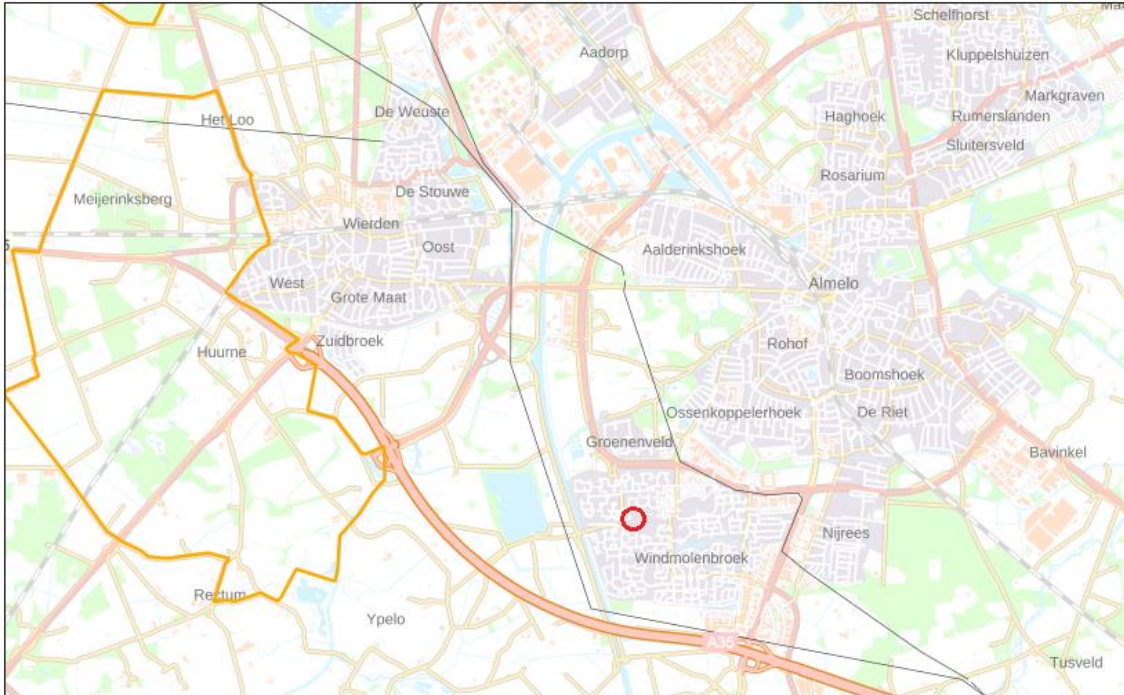 Schelfhorst
Aadorp
Kluppelshuizen
Markgraven
De Weuste
Het Loo
Haghoek
Rumerslanden
Sluitersveld
Rosarium
De Stouwe
Meijerinksberg
Wierden
Oost
Aalderinkshoek
West
Almelo
Grote Maat
Zuidbroek
Huurne
Rohof
Boomshoek
Ossenkoppelerhoek
De Riet
Groenenveld
Bavinkel
Nijrees
Windmolenbroek
Rectum
Ypelo
A35
Tusveld